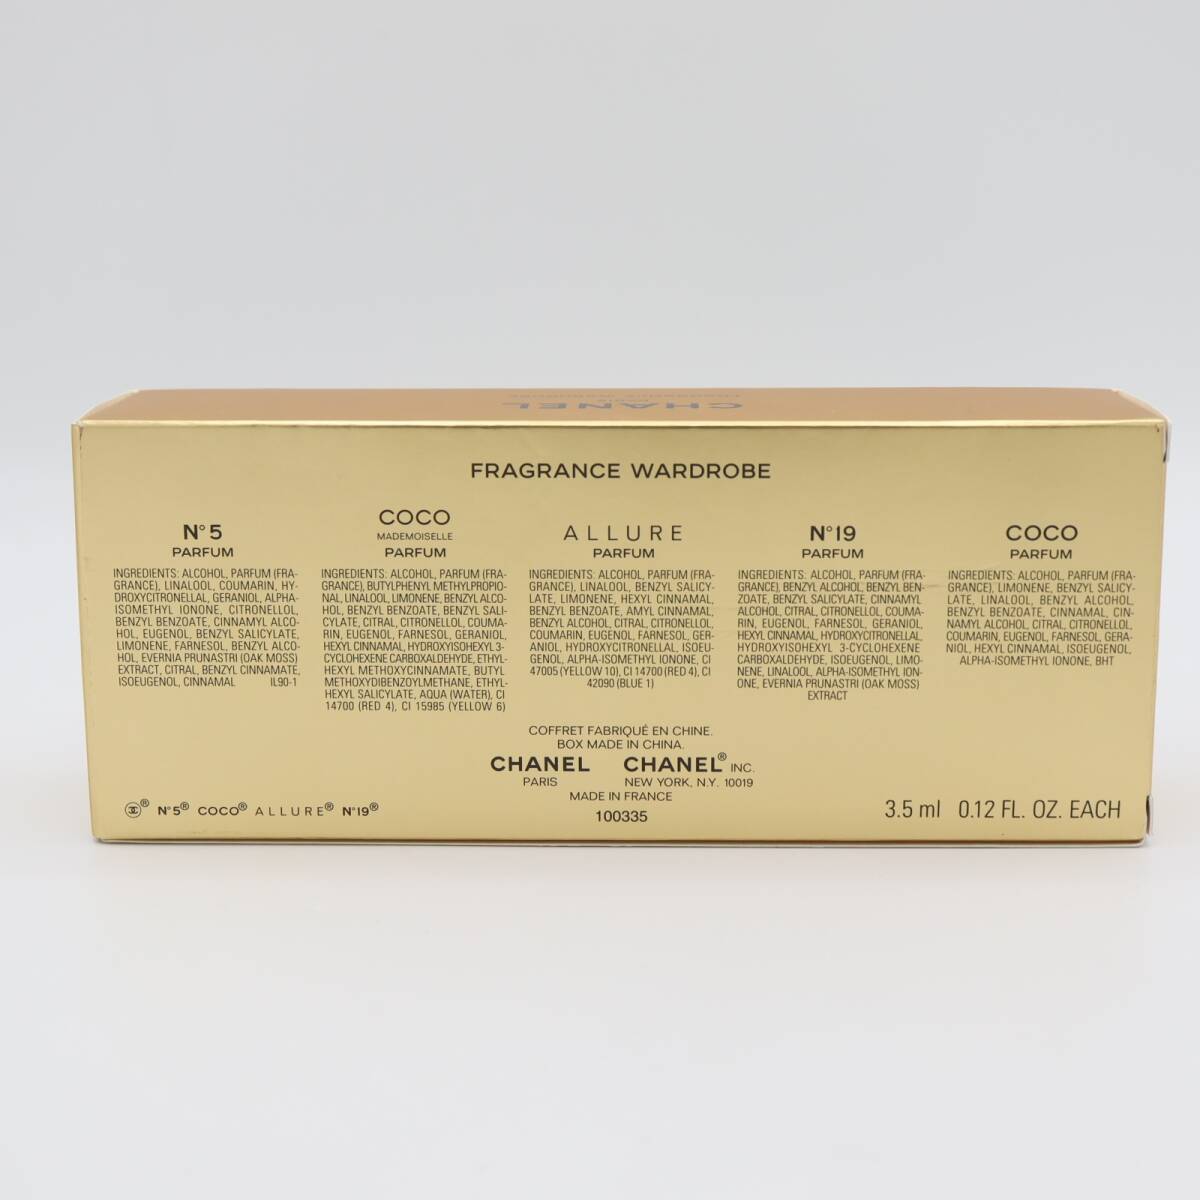 CHANEL
FRAGRANCE WARDROBE
N°5
PARFUM
INGREDIENTS: ALCOHOL, PARFUM (FRA-
GRANCE), LINALOOL, COUMARIN, HY-
DROXYCITRONELLAL, GERANIOL, ALPHA-
ISOMETHYL IONONE, CITRONELLOL,
BENZYL BENZOATE, CINNAMYL ALCO-
HOL, EUGENOL, BENZYL SALICYLATE,
LIMONENE, FARNESOL, BENZYL ALCO-
HOL, EVERNIA PRUNASTRI (OAK MOSS)
EXTRACT, CITRAL, BENZYL CINNAMATE,
ISOEUGENOL, CINNAMAL IL90-1
COCO
MADEMOISELLE
PARFUM
INGREDIENTS: ALCOHOL, PARFUM (FRA-
GRANCE), BUTYLPHENYL METHYLPROPIO-
NAL, LINALOOL, LIMONENE, BENZYL ALCO-
HOL, BENZYL BENZOATE, BENZYL SALI-
CYLATE, CITRAL, CITRONELLOL, COUMA-
RIN, EUGENOL, FARNESOL, GERANIOL,
HEXYL CINNAMAL, HYDROXYISOHEXYL 3-
CYCLOHEXENE CARBOXALDEHYDE, ETHYL-
HEXYL METHOXYCINNAMATE, BUTYL
METHOXYDIBENZOYLMETHANE, ETHYL-
HEXYL SALICYLATE, AQUA (WATER), CI
14700 (RED 4), CI 15985 (YELLOW 6)
ALLURE
PARFUM
INGREDIENTS: ALCOHOL, PARFUM (FRA-
GRANCE), LINALOOL, BENZYL SALICY-
LATE, LIMONENE, HEXYL CINNAMAL,
BENZYL BENZOATE, AMYL CINNAMAL,
BENZYL ALCOHOL, CITRAL, CITRONELLOL,
COUMARIN, EUGENOL, FARNESOL, GER-
ANIOL, HYDROXYCITRONELLAL, ISOEU-
GENOL, ALPHA-ISOMETHYL IONONE, CI
47005 (YELLOW 10), CI 14700 (RED 4), CI
42090 (BLUE 1)
N°19
PARFUM
INGREDIENTS: ALCOHOL, PARFUM (FRA-
GRANCE), BENZYL ALCOHOL, BENZYL BEN-
ZOATE, BENZYL SALICYLATE, CINNAMYL
ALCOHOL, CITRAL, CITRONELLOL, COUMA-
RIN, EUGENOL, FARNESOL, GERANIOL,
HEXYL CINNAMAL, HYDROXYCITRONELLAL,
HYDROXYISOHEXYL 3-CYCLOHEXENE
CARBOXALDEHYDE, ISOEUGENOL, LIMO-
NENE, LINALOOL, ALPHA-ISOMETHYL ION-
ONE, EVERNIA PRUNASTRI (OAK MOSS)
EXTRACT
COCO
PARFUM
INGREDIENTS: ALCOHOL, PARFUM (FRA-
GRANCE), LIMONENE, BENZYL SALICY-
LATE, LINALOOL, BENZYL ALCOHOL,
BENZYL BENZOATE, CINNAMAL, CIN-
NAMYL ALCOHOL, CITRAL, CITRONELLOL,
COUMARIN, EUGENOL, FARNESOL, GERA-
NIOL, HEXYL CINNAMAL, ISOEUGENOL,
ALPHA-ISOMETHYL IONONE, BHT
COFFRET FABRIQUÉ EN CHINE.
BOX MADE IN CHINA.
CHANEL CHANEL® INC.
PARIS NEW YORK, N.Y. 10019
MADE IN FRANCE
100335
® N°5® COCO® ALLURE® N°19®
3.5 ml 0.12 FL. OZ. EACH